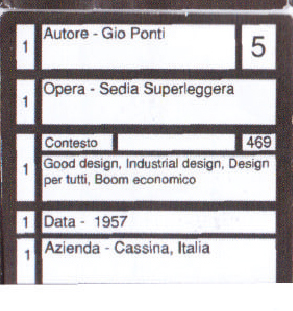 1 Autore - Gio Ponti 5
1 Opera - Sedia Superleggera
Contesto 469
1 Good design, Industrial design, Design
per tutti, Boom economico
1 Data - 1957
1 Azienda - Cassina, Italia